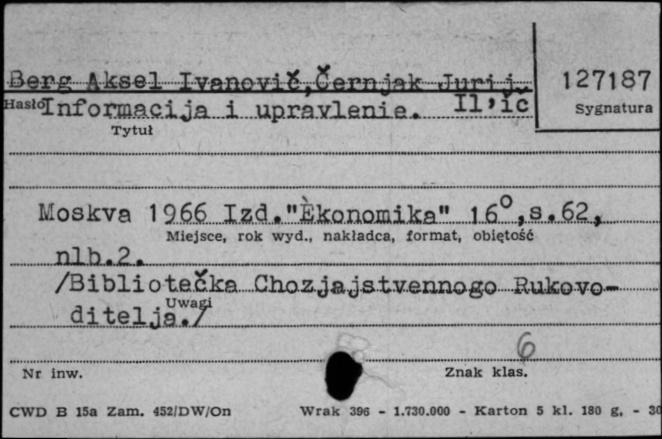 Berg Aksel Ivanovič,Černjak Jurij
Il'ič
127187
Hasło
Informacija i upravlenie.
Sygnatura
Tytuł
Moskva 1966 Izd."Èkonomika" 16°,s.62,
Miejsce, rok wyd., nakładca, format, objętość
nlb.2.
/Bibliotečka Chozjajstvennogo Rukovo-
Uwagi
ditelja./
6
Nr inw.
Znak klas.
CWD B 15a Zam. 452/DW/On Wrak 396 - 1.730.000 - Karton 5 kl. 180 g, - 30